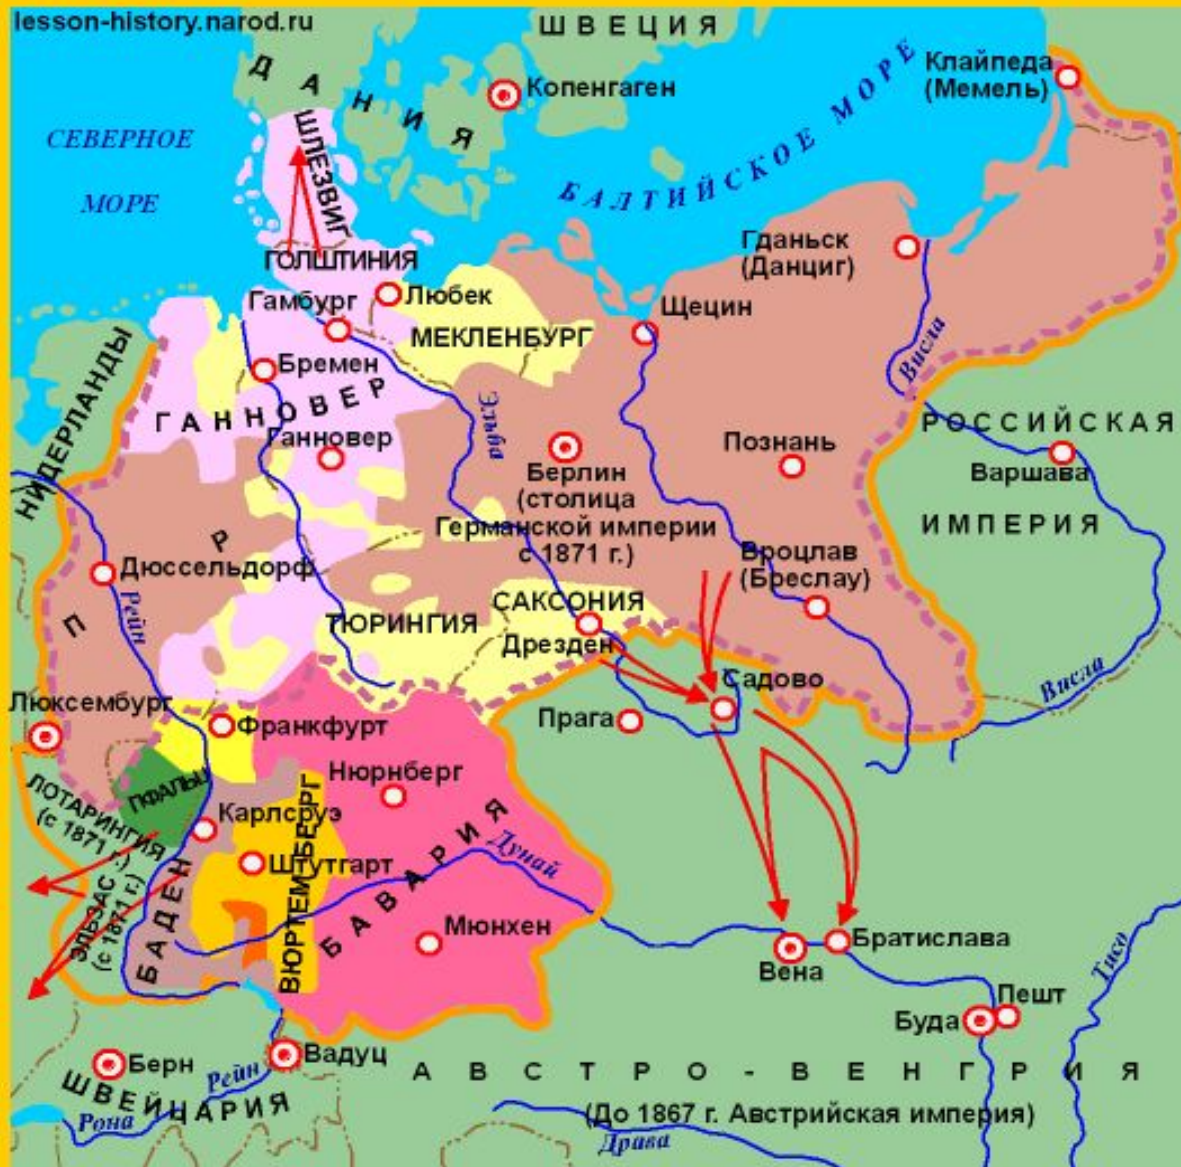 lesson-history.narod.ru
ШВЕЦИЯ
ДАНИЯ
Копенгаген
Клайпеда
(Мемель)
СЕВЕРНОЕ
МОРЕ
БАЛТИЙСКОЕ МОРЕ
ШЛЕЗВИГ
ГОЛШТИНИЯ
Гданьск
(Данциг)
Гамбург
Любек
Щецин
МЕКЛЕНБУРГ
НИДЕРЛАНДЫ
Бремен
Висла
ГАННОВЕР
Ганновер
Эльба
Берлин
(столица
Германской империи
с 1871 г.)
Познань
РОССИЙСКАЯ
Варшава
ИМПЕРИЯ
П Р
Дюссельдорф
Рейн
Вроцлав
(Бреслау)
ТЮРИНГИЯ
САКСОНИЯ
Дрезден
Садово
Висла
Люксембург
Франкфурт
Прага
ПФАЛЬЦ
Нюрнберг
ЛОТАРИНГИЯ
(с 1871 г.)
Карлсруэ
ЭЛЬЗАС
(с 1871 г.)
БАДЕН
Штутгарт
ВЮРТЕМБЕРГ
БАВАРИЯ
Дунай
Мюнхен
Вена
Братислава
Тисо
Буда
Пешт
Берн
Вадуц
Рейн
ШВЕЙЦАРИЯ
Рона
АВСТРО-ВЕНГРИЯ
(До 1867 г. Австрийская империя)
Драва